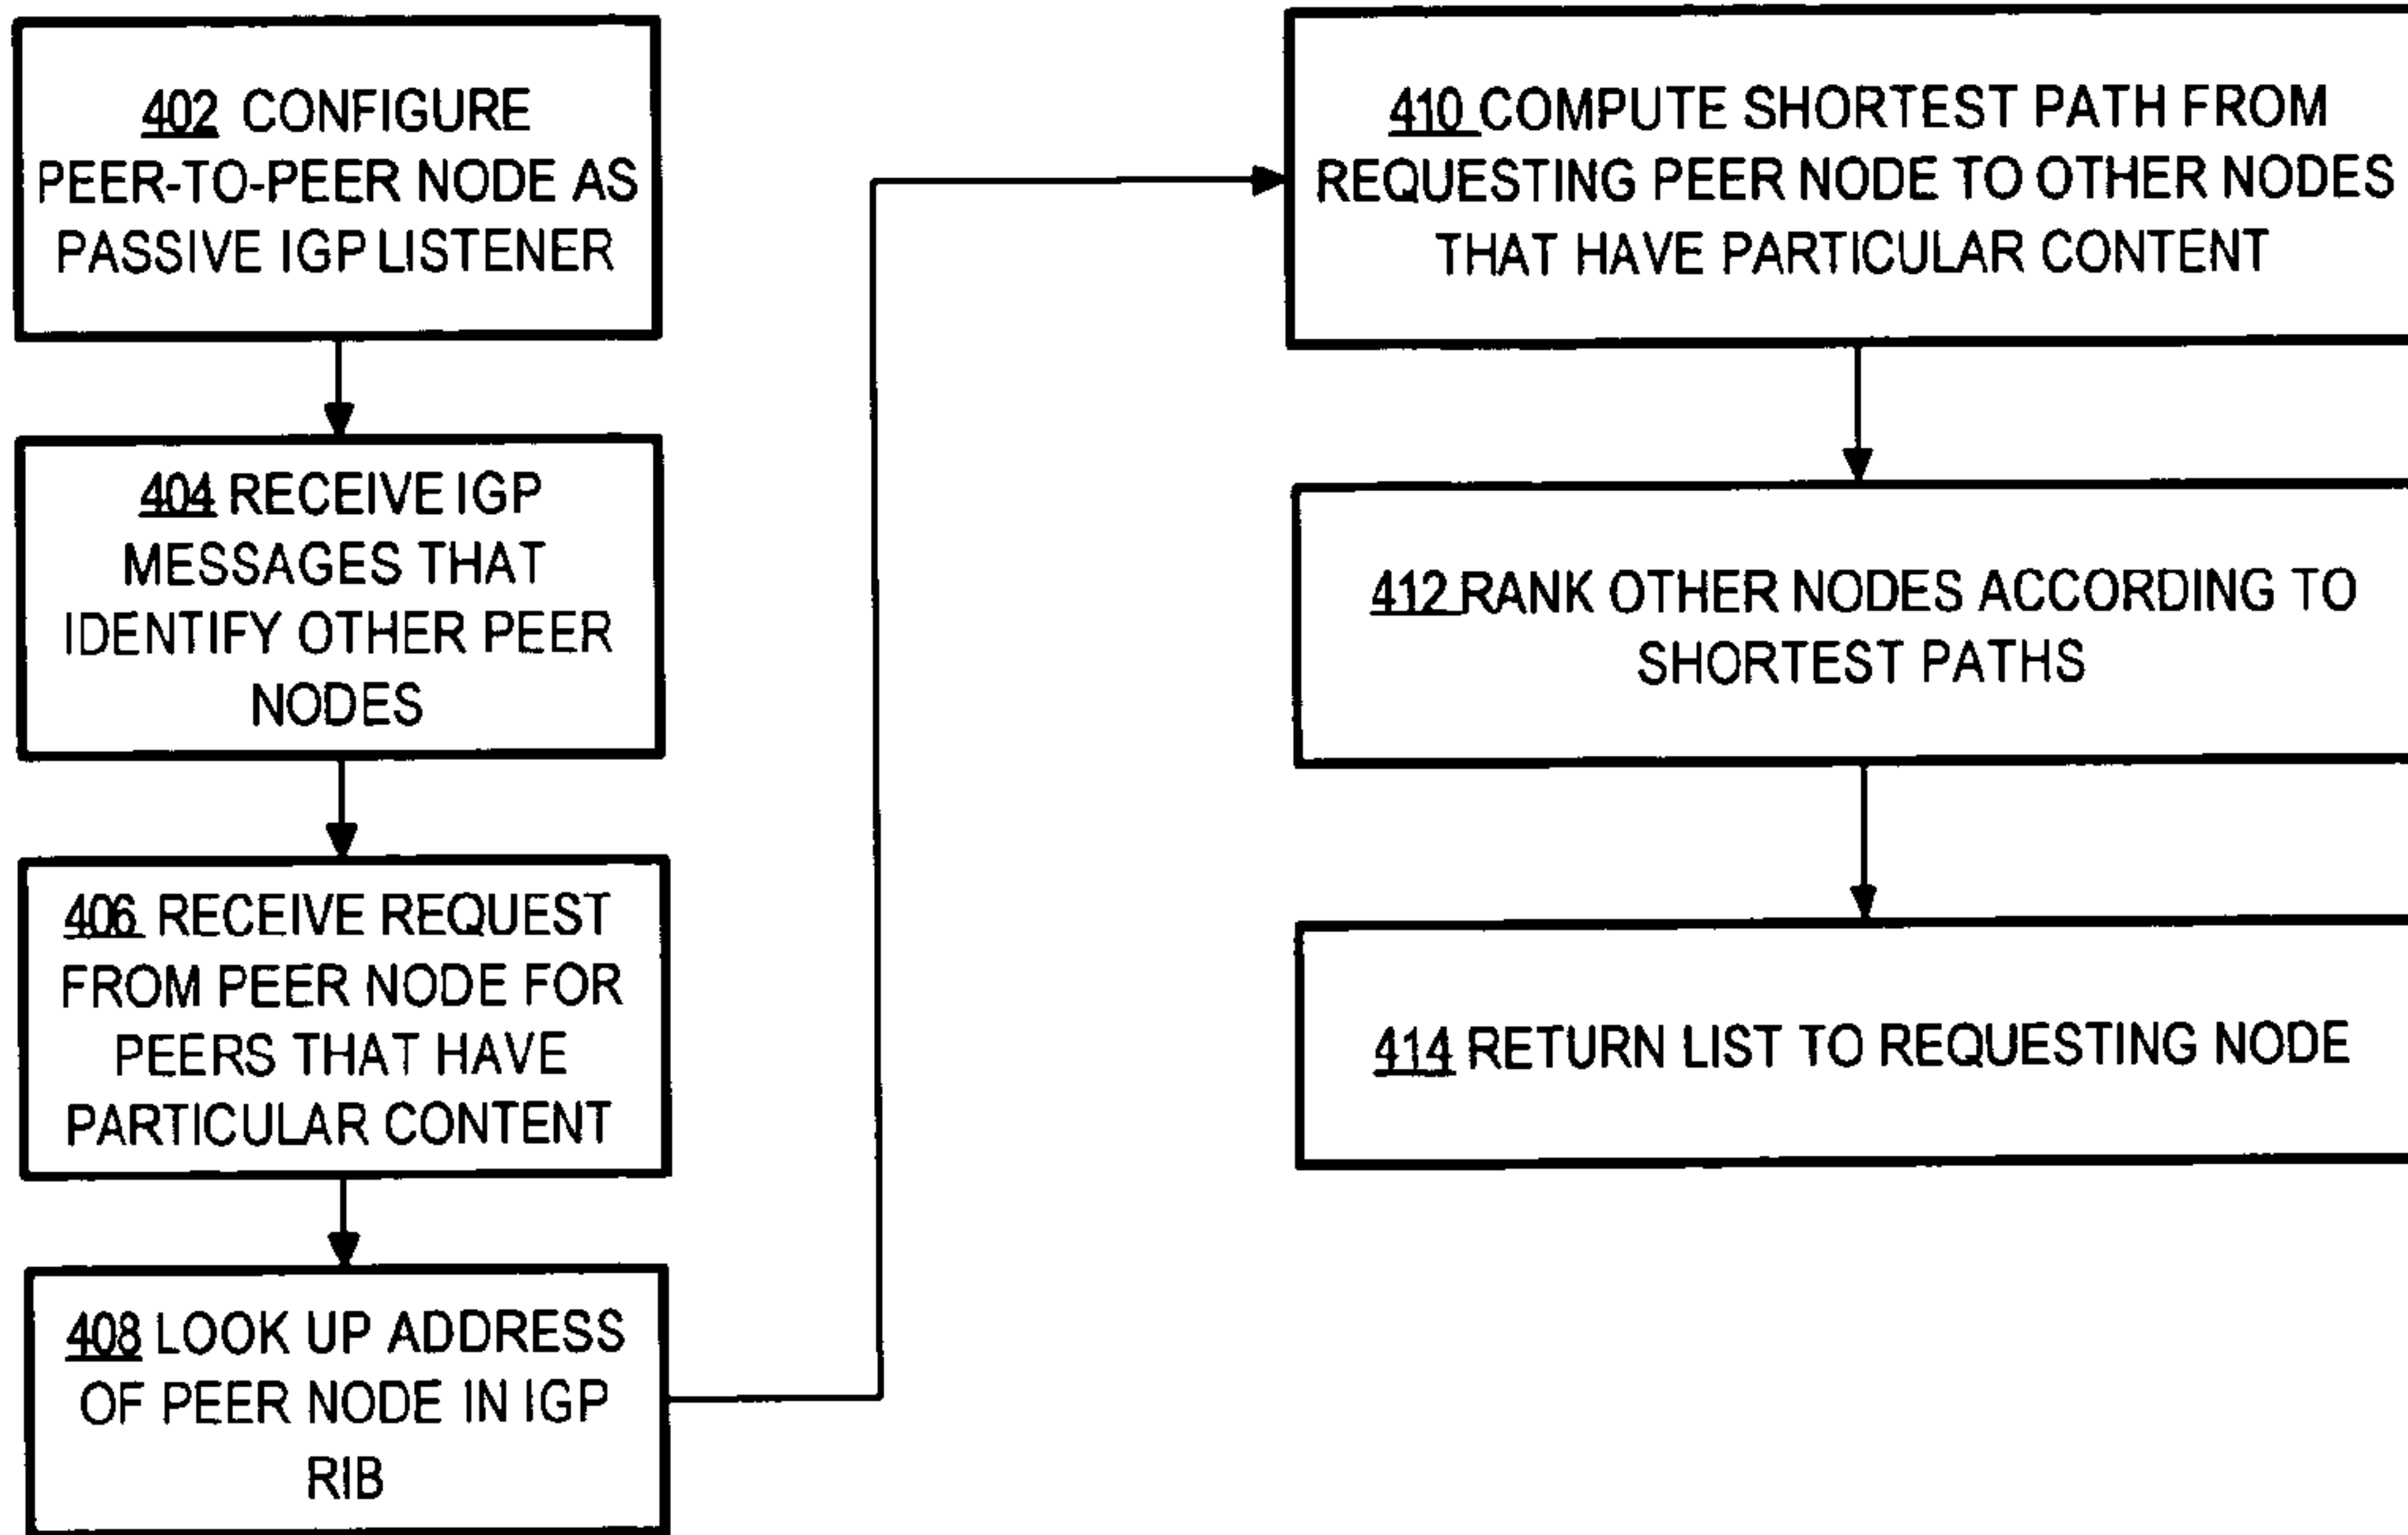 402 CONFIGURE
PEER-TO-PEER NODE AS
PASSIVE IGP LISTENER
404 RECEIVE IGP
MESSAGES THAT
IDENTIFY OTHER PEER
NODES
406 RECEIVE REQUEST
FROM PEER NODE FOR
PEERS THAT HAVE
PARTICULAR CONTENT
408 LOOK UP ADDRESS
OF PEER NODE IN IGP
RIB
410 COMPUTE SHORTEST PATH FROM
REQUESTING PEER NODE TO OTHER NODES
THAT HAVE PARTICULAR CONTENT
412 RANK OTHER NODES ACCORDING TO
SHORTEST PATHS
414 RETURN LIST TO REQUESTING NODE